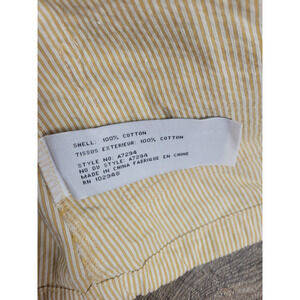 SHELL: 100% COTTON
TISSUS EXTERIEUR: 100% COTTON
STYLE NO. A7294
NO DU STYLE: A7294
MADE IN CHINA FABRIQUE EN CHINE
RN 102948